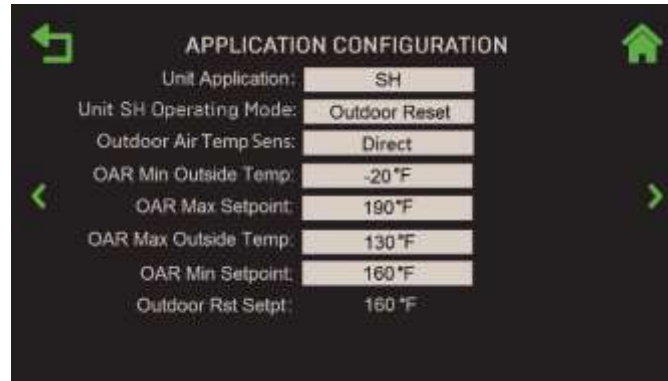 APPLICATION CONFIGURATION
Unit Application: SH
Unit SH Operating Mode: Outdoor Reset
Outdoor Air Temp Sens: Direct
OAR Min Outside Temp: -20°F
OAR Max Setpoint: 190°F
OAR Max Outside Temp: 130°F
OAR Min Setpoint: 160°F
Outdoor Rst Setpt: 160 °F